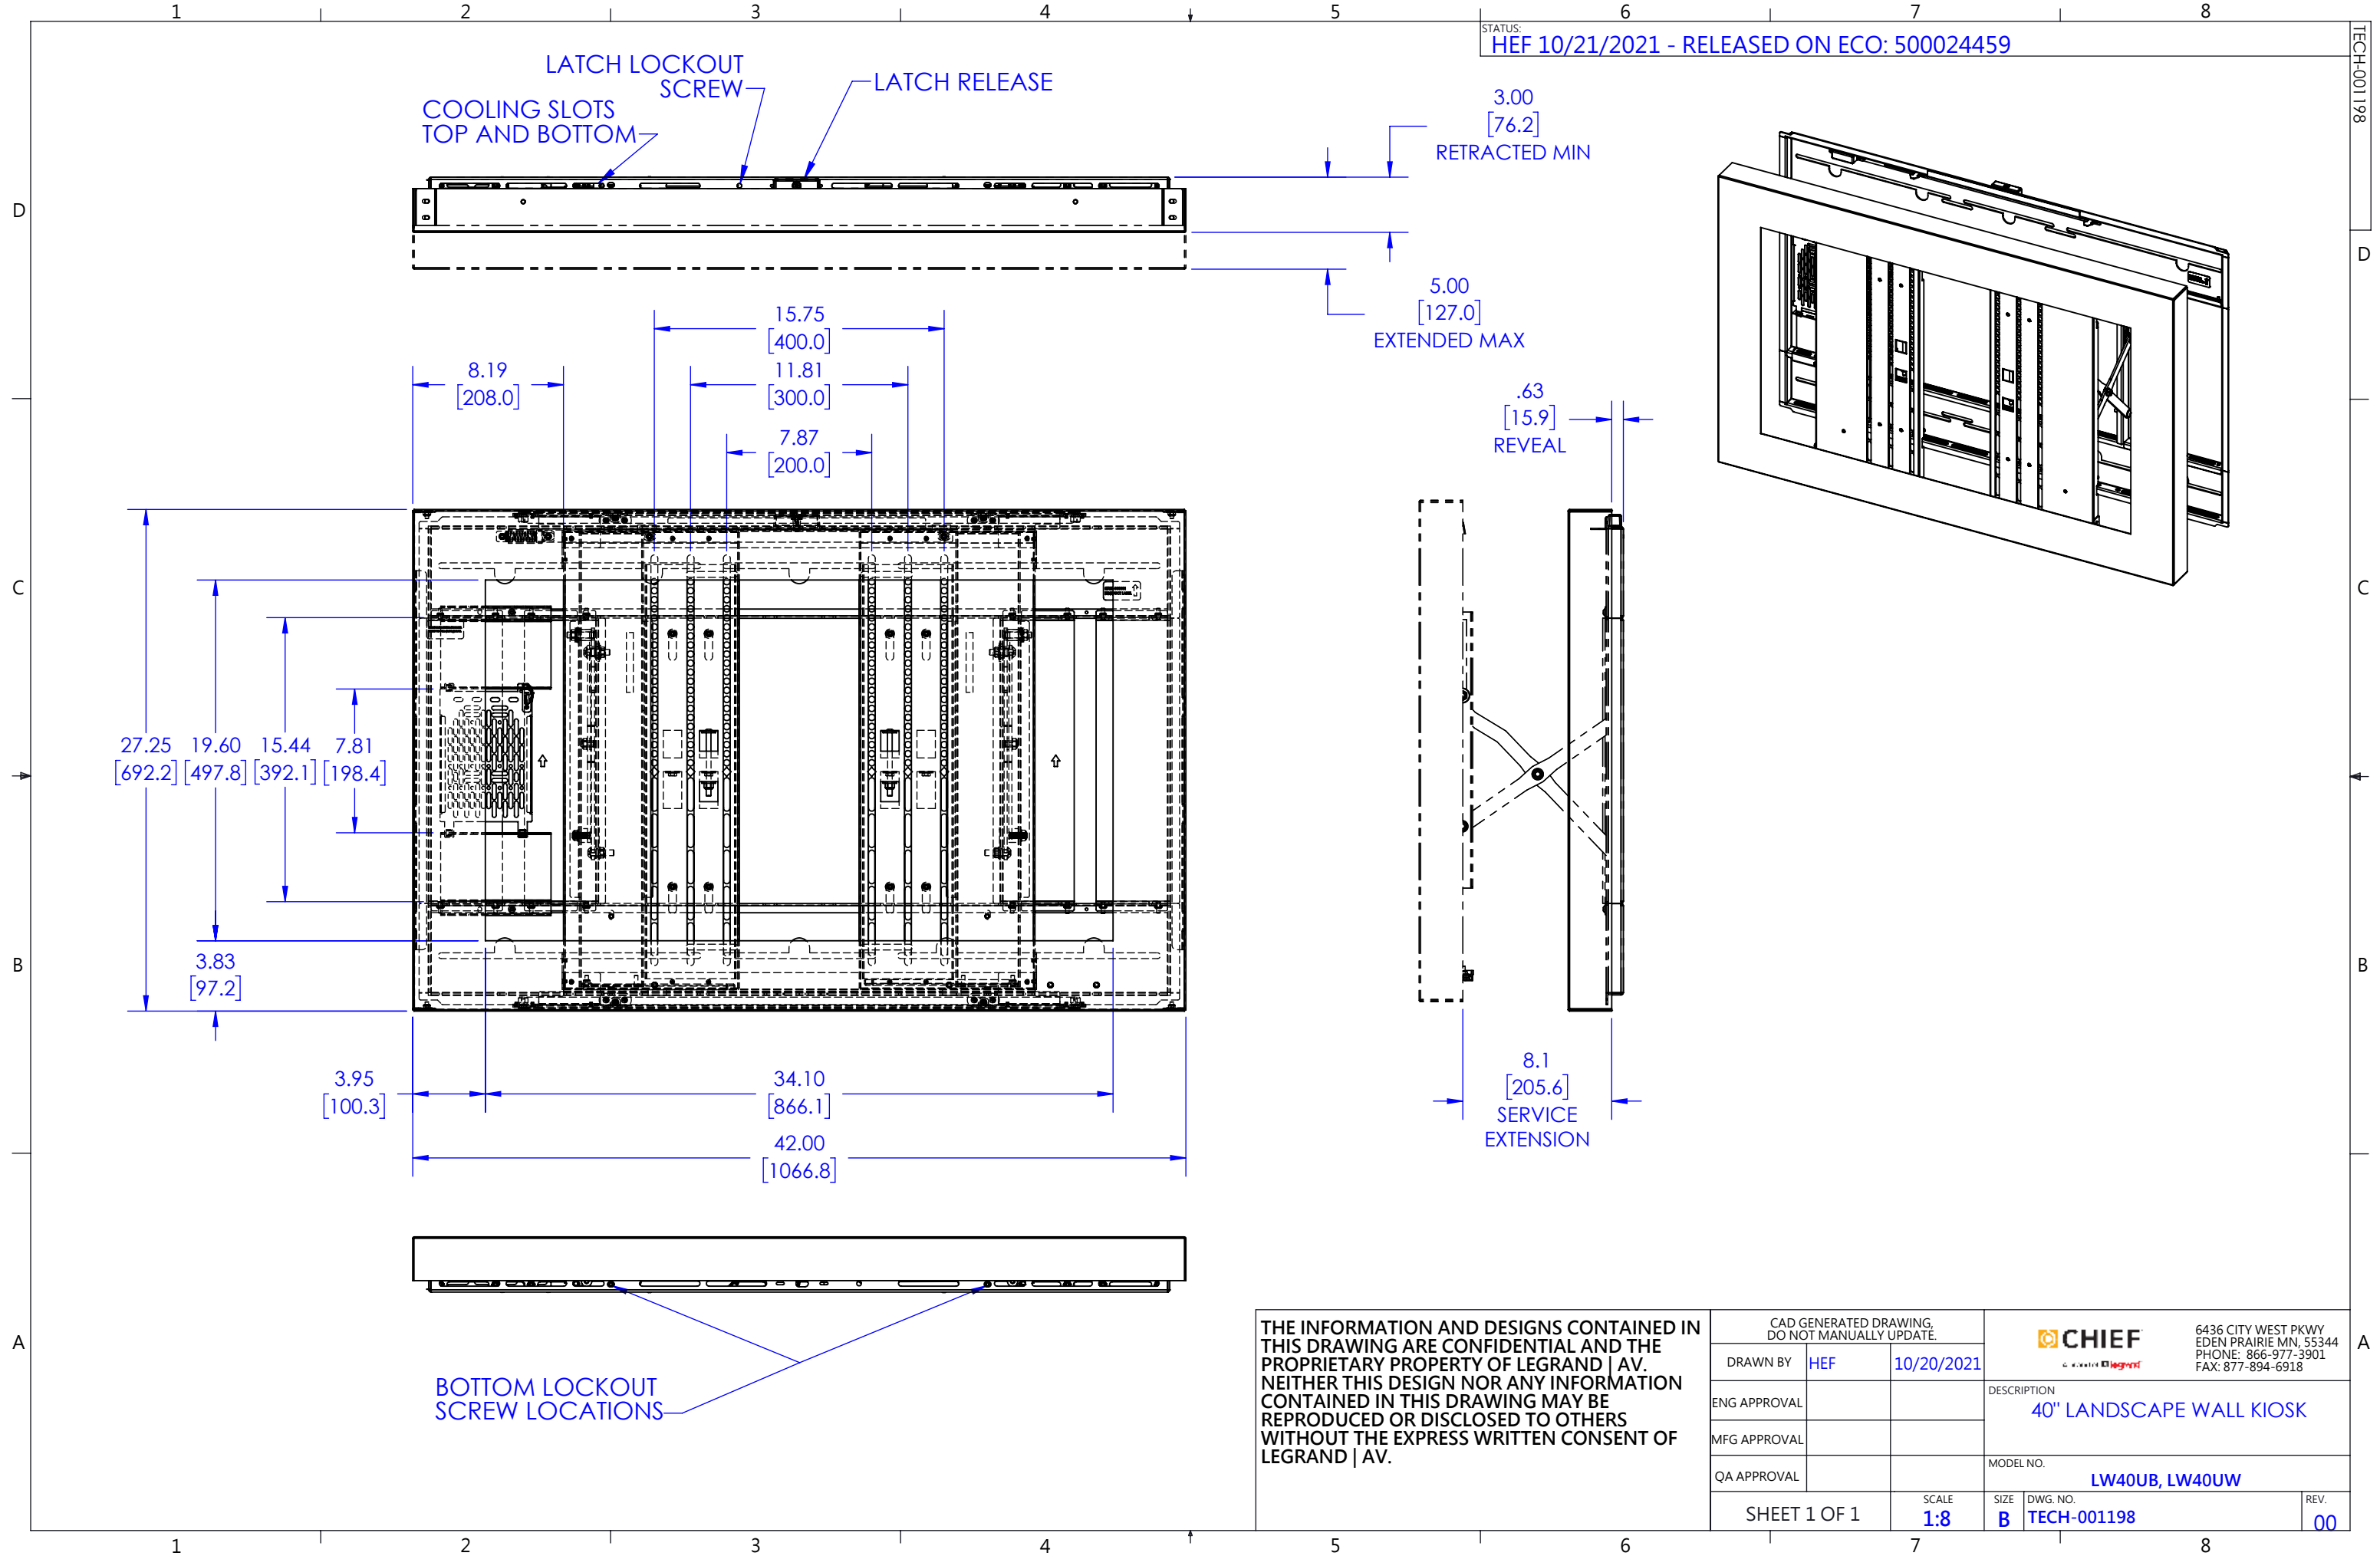 1 2 3 4 5 6 7 8
STATUS:
HEF 10/21/2021 - RELEASED ON ECO: 500024459
TECH-001198
LATCH LOCKOUT
SCREW
LATCH RELEASE
COOLING SLOTS
TOP AND BOTTOM
3.00
[76.2]
RETRACTED MIN
5.00
[127.0]
EXTENDED MAX
D
D
15.75
[400.0]
8.19
[208.0]
11.81
[300.0]
7.87
[200.0]
.63
[15.9]
REVEAL
C
C
27.25
[692.2]
19.60
[497.8]
15.44
[392.1]
7.81
[198.4]
3.83
[97.2]
B
B
3.95
[100.3]
34.10
[866.1]
42.00
[1066.8]
8.1
[205.6]
SERVICE
EXTENSION
A
A
BOTTOM LOCKOUT
SCREW LOCATIONS
THE INFORMATION AND DESIGNS CONTAINED IN
THIS DRAWING ARE CONFIDENTIAL AND THE
PROPRIETARY PROPERTY OF LEGRAND | AV.
NEITHER THIS DESIGN NOR ANY INFORMATION
CONTAINED IN THIS DRAWING MAY BE
REPRODUCED OR DISCLOSED TO OTHERS
WITHOUT THE EXPRESS WRITTEN CONSENT OF
LEGRAND | AV.
CAD GENERATED DRAWING,
DO NOT MANUALLY UPDATE.
DRAWN BY HEF 10/20/2021
ENG APPROVAL
MFG APPROVAL
QA APPROVAL
SHEET 1 OF 1
SCALE
1:8
CHIEF
legrand
6436 CITY WEST PKWY
EDEN PRAIRIE MN, 55344
PHONE: 866-977-3901
FAX: 877-894-6918
DESCRIPTION
40" LANDSCAPE WALL KIOSK
MODEL NO.
LW40UB, LW40UW
SIZE
B
DWG. NO.
TECH-001198
REV.
00
1 2 3 4 5 6 7 8